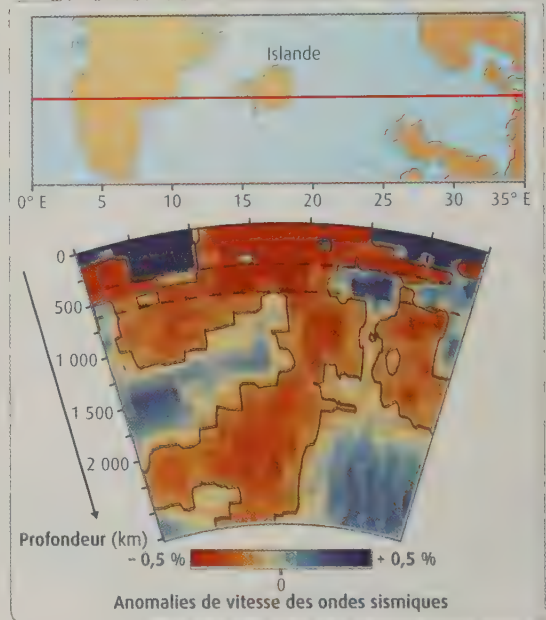 Islande
0° E 5 10 15 20 25 30 35° E
0
500
1 000
1 500
2 000
Profondeur (km)
- 0,5 % + 0,5 %
0
Anomalies de vitesse des ondes sismiques